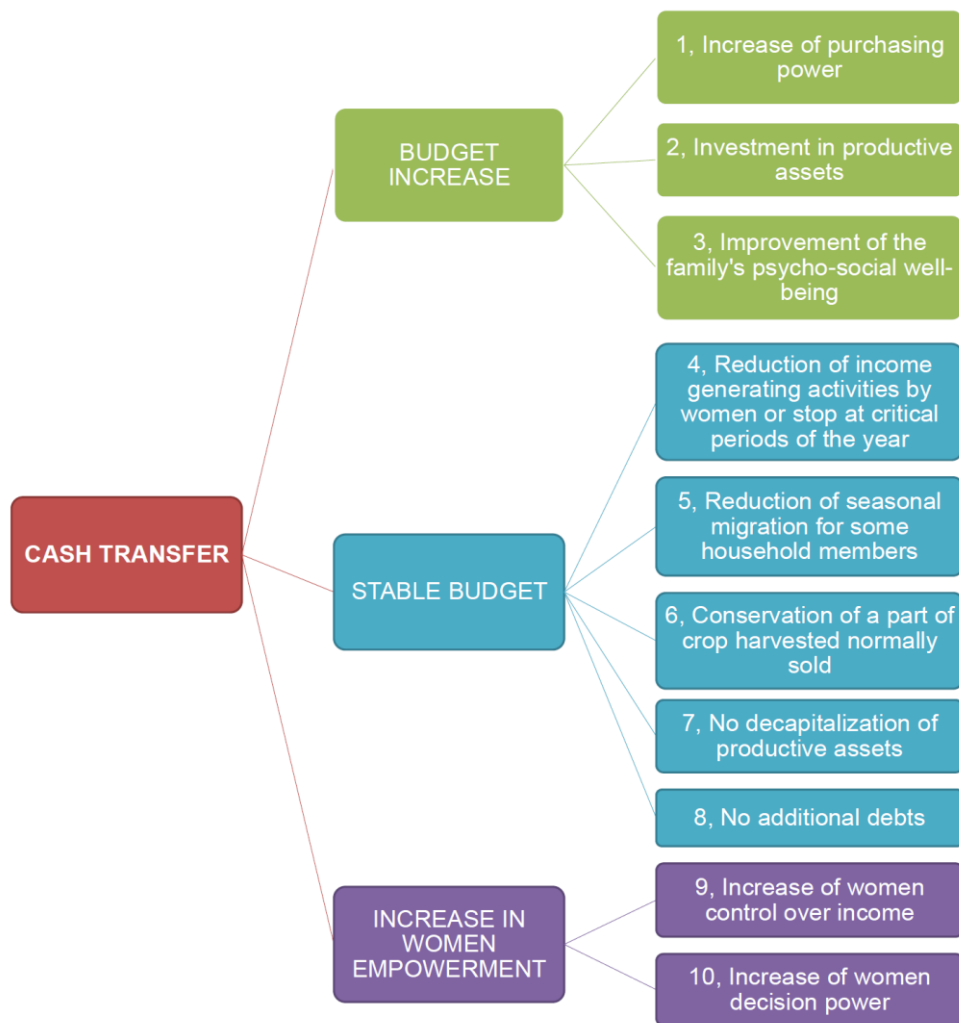 1, Increase of purchasing
power
BUDGET
INCREASE
2, Investment in productive
assets
3, Improvement of the
family's psycho-social well-
being
4, Reduction of income
generating activities by
women or stop at critical
periods of the year
CASH TRANSFER
5, Reduction of seasonal
migration for some
household members
STABLE BUDGET
6, Conservation of a part of
crop harvested normally
sold
7, No decapitalization of
productive assets
8, No additional debts
INCREASE IN
WOMEN
EMPOWERMENT
9, Increase of women
control over income
10, Increase of women
decision power